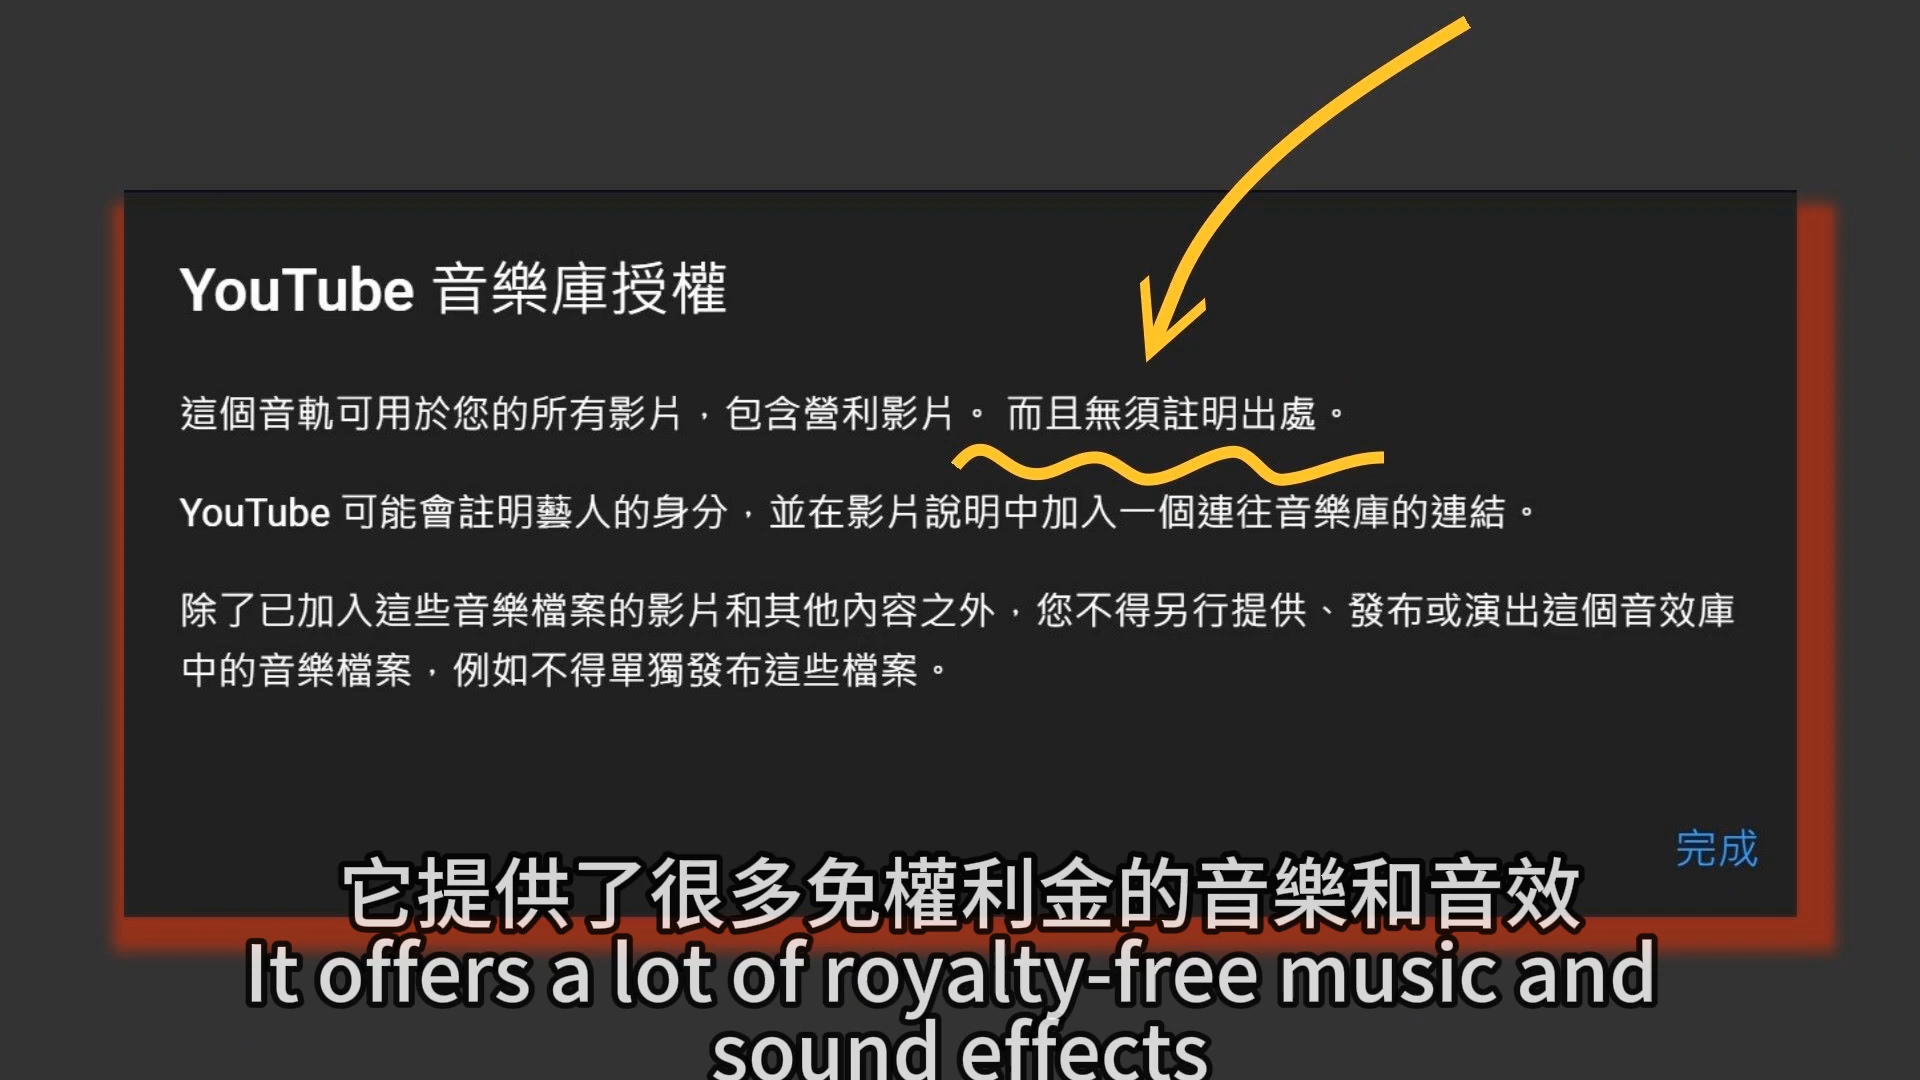 YouTube 音樂庫授權
這個音軌可用於您的所有影片，包含營利影片。 而且無須註明出處。
YouTube 可能會註明藝人的身分，並在影片說明中加入一個連往音樂庫的連結。
除了已加入這些音樂檔案的影片和其他內容之外，您不得另行提供、發布或演出這個音效庫
中的音樂檔案，例如不得單獨發布這些檔案。
完成
它提供了很多免權利金的音樂和音效
It offers a lot of royalty-free music and
sound effects